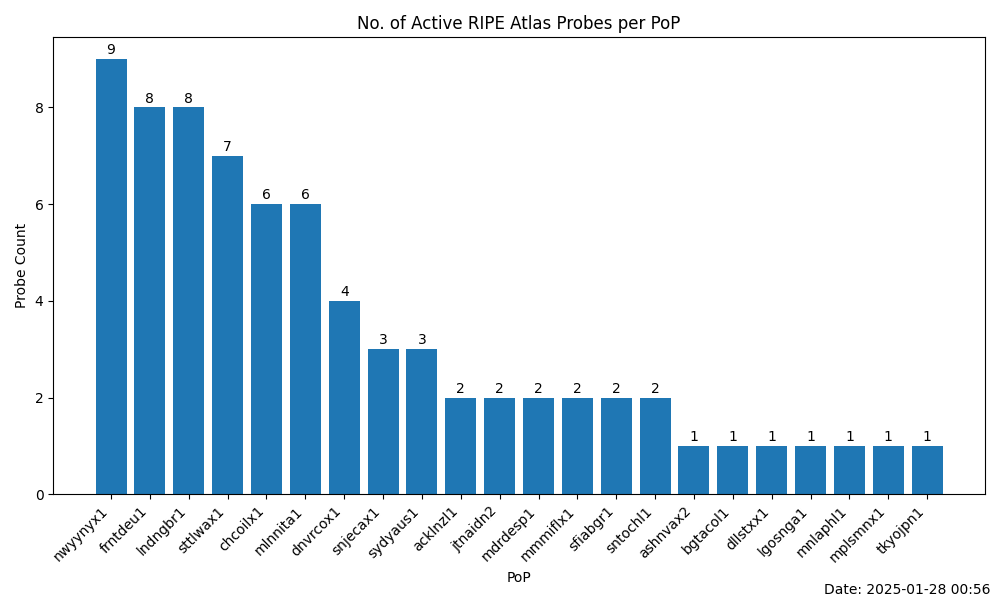 No. of Active RIPE Atlas Probes per PoP
Probe Count
8
6
4
2
0
9
8
8
7
6
6
4
3
3
2
2
2
2
2
2
1
1
1
1
1
1
1
nwyynyx1
frntdeu1
lndngbr1
sttlwax1
chcoilx1
mlnnita1
dnvrcox1
snjecax1
sydyaus1
acklnzl1
jtnaidn2
mdrdesp1
mmmiflx1
sfiabgr1
sntochl1
ashnvax2
bgtacol1
dllstxx1
lgosnga1
mnlaphl1
mplsmnx1
tkyojpn1
PoP
Date: 2025-01-28 00:56